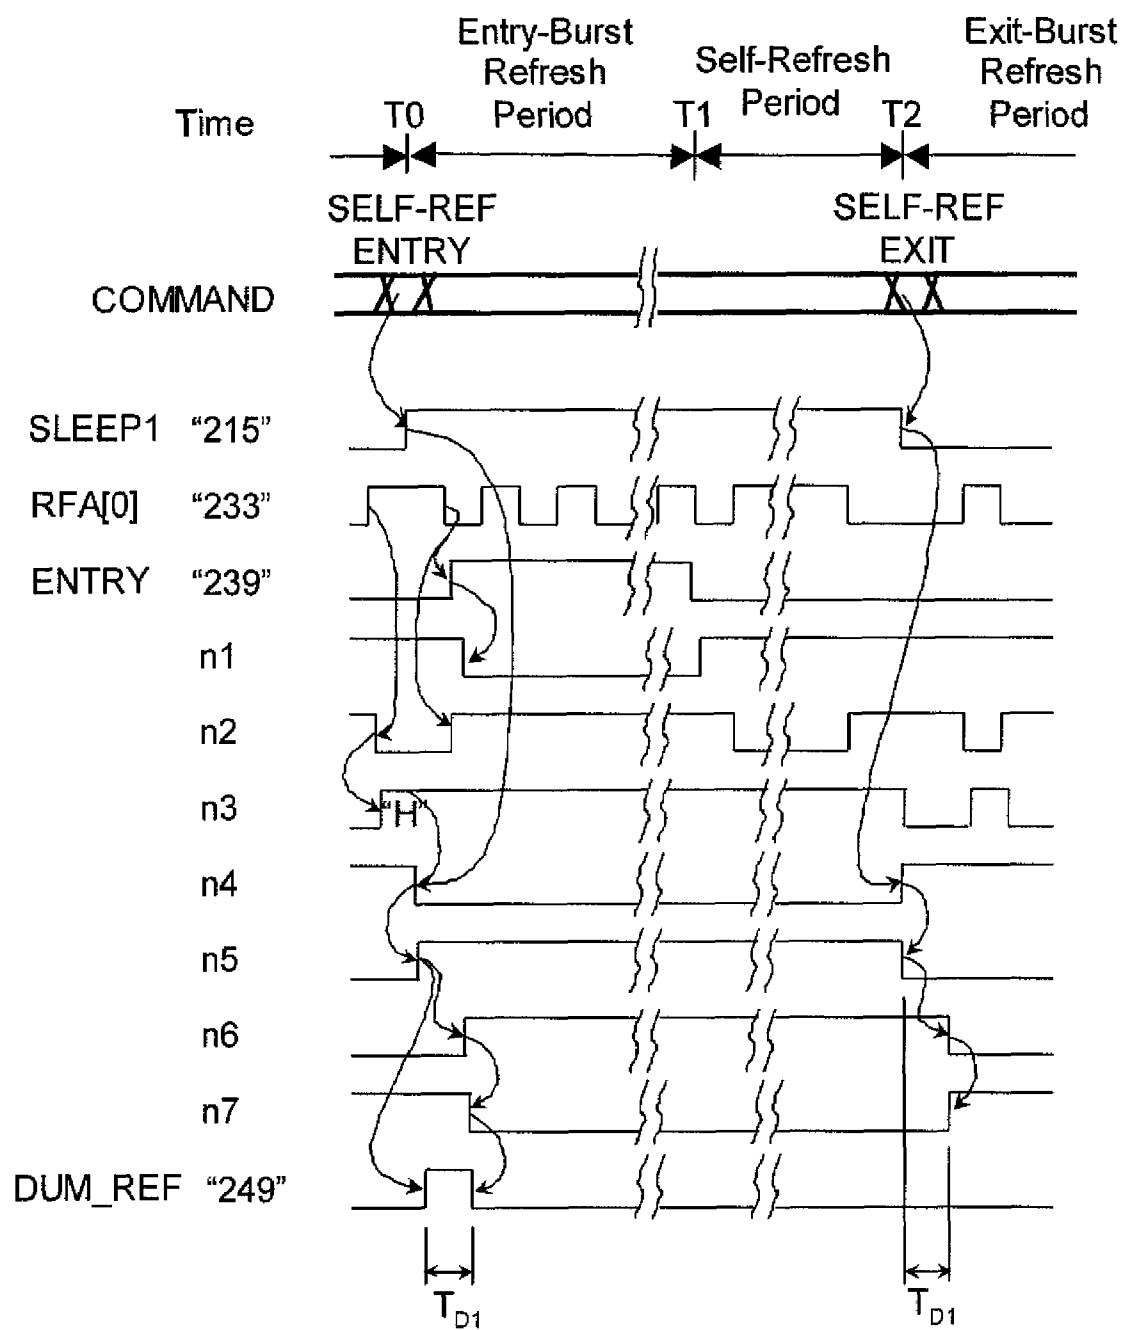 Entry-Burst
Refresh
Period
Self-Refresh
Period
Exit-Burst
Refresh
Period
Time
T0
T1
T2
SELF-REF
ENTRY
SELF-REF
EXIT
COMMAND
SLEEP1 “215”
RFA[0] “233”
ENTRY “239”
n1
n2
n3
“H”
n4
n5
n6
n7
DUM_REF “249”
TD1
TD1